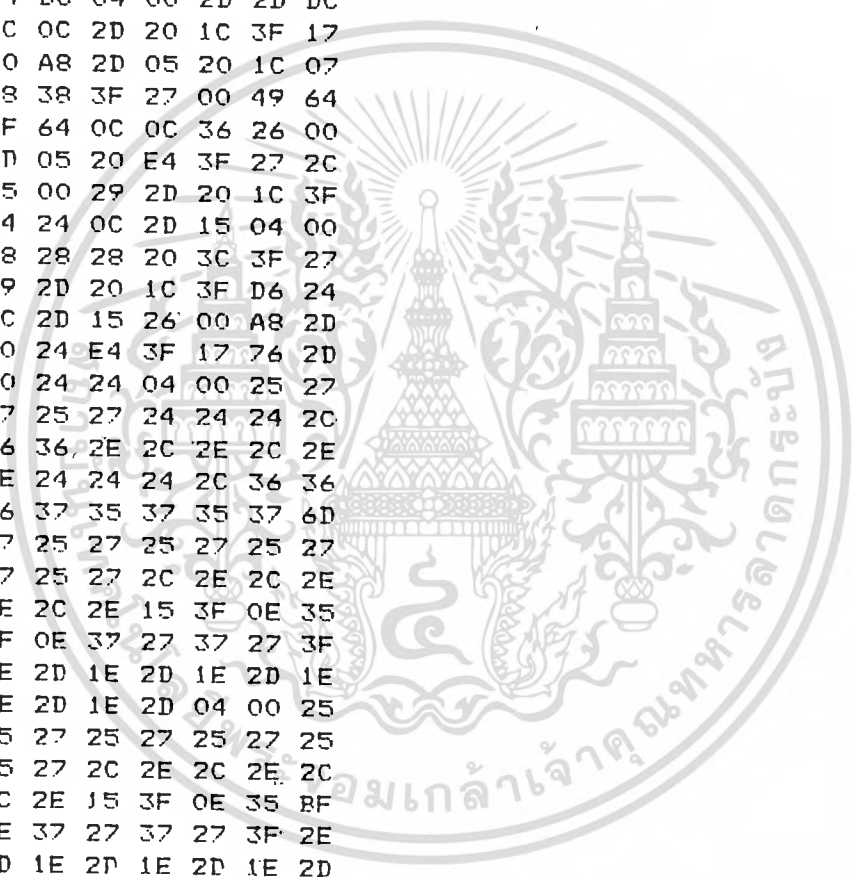 C 0C 2D 20 1C 3F 17
0 A8 2D 05 20 1C 07
8 38 3F 27 00 49 64
F 64 0C 0C 36 26 00
D 05 20 E4 3F 27 2C
5 00 29 2D 20 1C 3F
4 24 0C 2D 15 04 00
8 28 28 20 3C 3F 27
9 2D 20 1C 3F D6 24
C 2D 15 26 00 A8 2D
0 24 E4 3F 17 76 2D
0 24 24 04 00 25 27
7 25 27 24 24 24 2C
6 36 2E 2C 2E 2C 2E
E 24 24 24 2C 36 36
6 37 35 37 35 37 6D
7 25 27 25 27 25 27
7 25 27 2C 2E 2C 2E
E 2C 2E 15 3F 0E 35
F 0E 37 27 37 27 3F
E 2D 1E 2D 1E 2D 1E
E 2D 1E 2D 04 00 25
5 27 25 27 25 27 25
5 27 2C 2E 2C 2E 2C
C 2E 15 3F 0E 35 BF
E 37 27 37 27 3F 2E
D 1E 2D 1E 2D 1E 2D